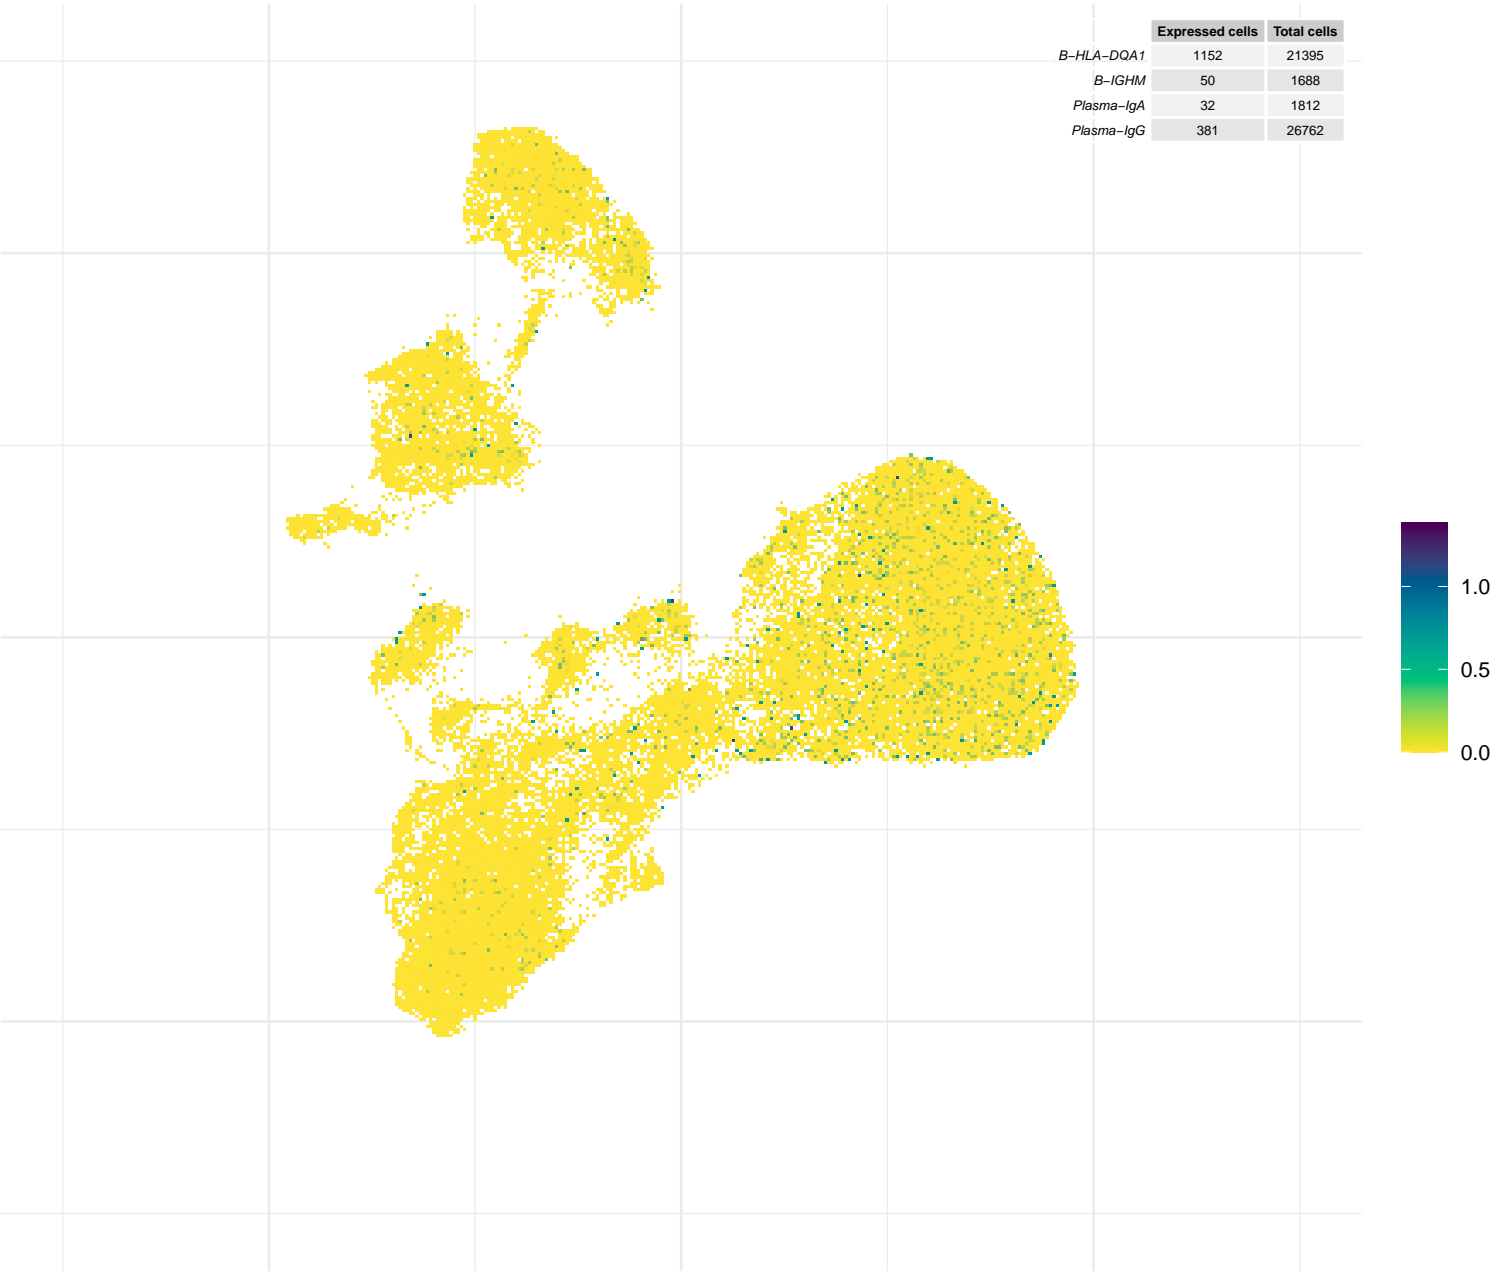 Expressed cells Total cells
B−HLA−DQA1 1152 21395
B−IGHM 50 1688
Plasma−IgA 32 1812
Plasma−IgG 381 26762
1.0
0.5
0.0